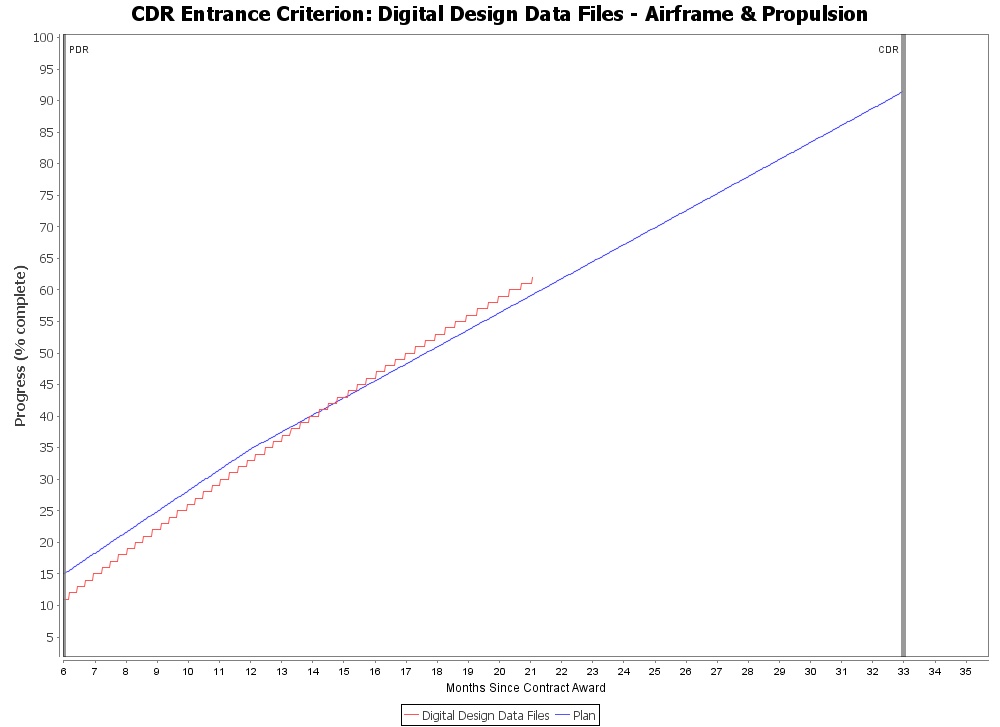 CDR Entrance Criterion: Digital Design Data Files - Airframe & Propulsion
100
95
90
85
80
75
70
65
60
55
50
45
40
35
30
25
20
15
10
5
Progress (% complete)
PDR
CDR
6 7 8 9 10 11 12 13 14 15 16 17 18 19 20 21 22 23 24 25 26 27 28 29 30 31 32 33 34 35
Months Since Contract Award
Digital Design Data Files Plan